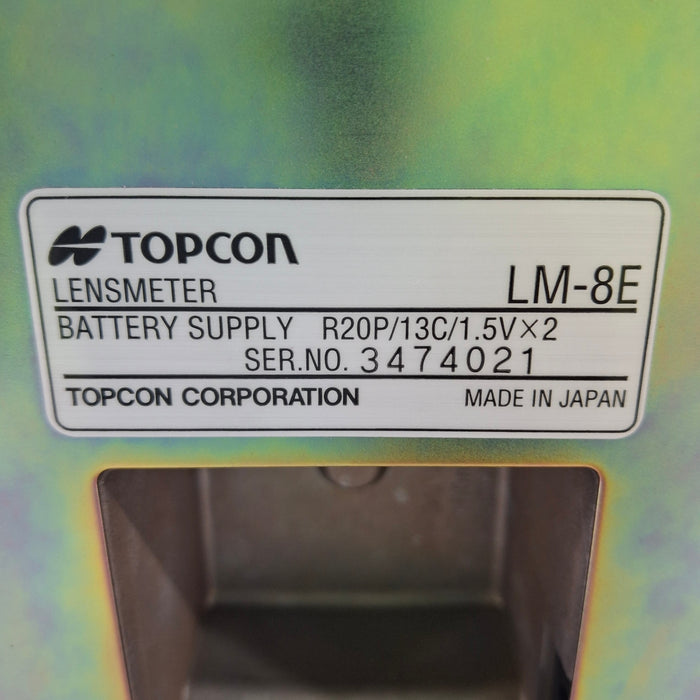 TOPCON
LENSMETER LM-8E
BATTERY SUPPLY R20P/13C/1.5V×2
SER.NO. 3474021
TOPCON CORPORATION MADE IN JAPAN